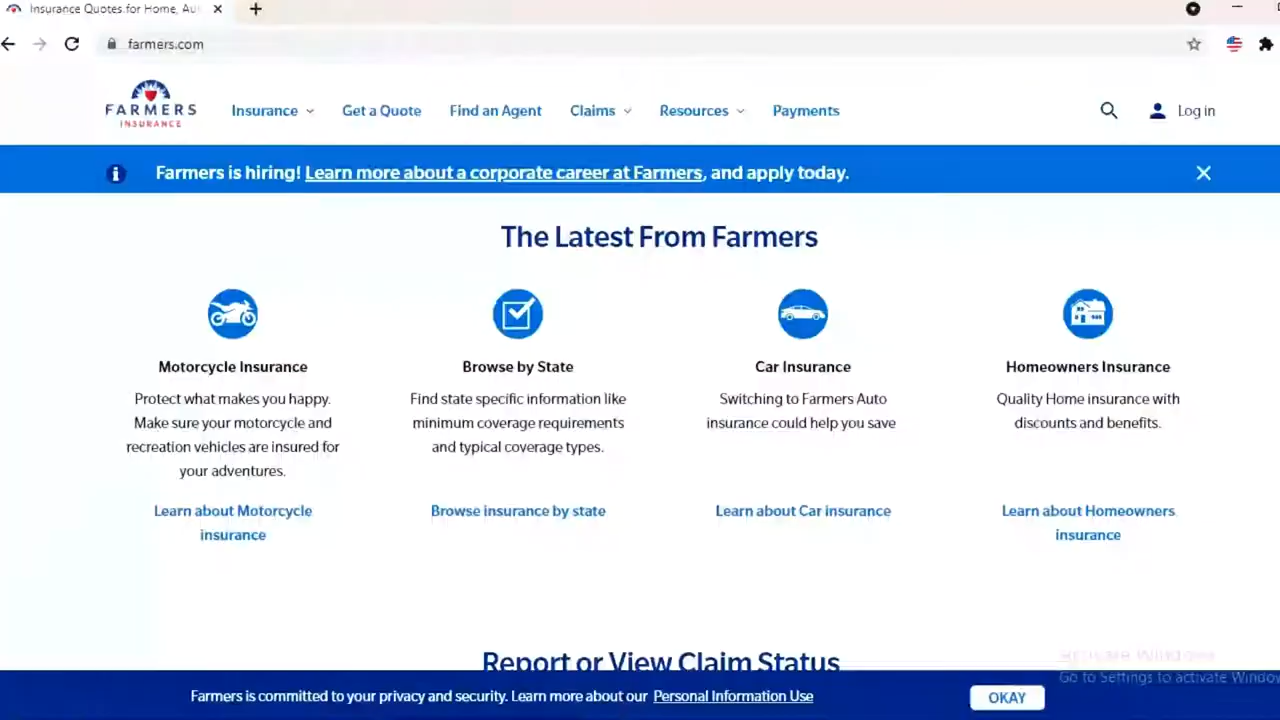 Insurance Quotes for Home, Au
farmers.com
FARMERS
INSURANCE
Insurance
Get a Quote
Find an Agent
Claims
Resources
Payments
Log in
Farmers is hiring! Learn more about a corporate career at Farmers, and apply today.
The Latest From Farmers
Motorcycle Insurance
Protect what makes you happy.
Make sure your motorcycle and
recreation vehicles are insured for
your adventures.
Learn about Motorcycle
insurance
Browse by State
Find state specific information like
minimum coverage requirements
and typical coverage types.
Browse insurance by state
Car Insurance
Switching to Farmers Auto
insurance could help you save
Learn about Car insurance
Homeowners Insurance
Quality Home insurance with
discounts and benefits.
Learn about Homeowners
insurance
Report or View Claim Status
Activate Windows
Go to Settings to activate Window
Farmers is committed to your privacy and security. Learn more about our Personal Information Use
OKAY